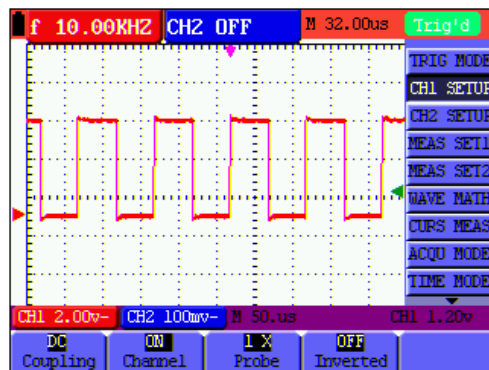 f 10.00KHZ CH2 OFF M 32.00us Trig'd
TRIG MODE
CH1 SETUP
CH2 SETUP
MEAS SET1
MEAS SET2
WAVE MATH
CURS MEAS
ACQU MODE
TIME MODE
CH1 2.00v- CH2 100mv- M 50.us CH1 1.20v
DC ON 1 X OFF
Coupling Channel Probe Inverted